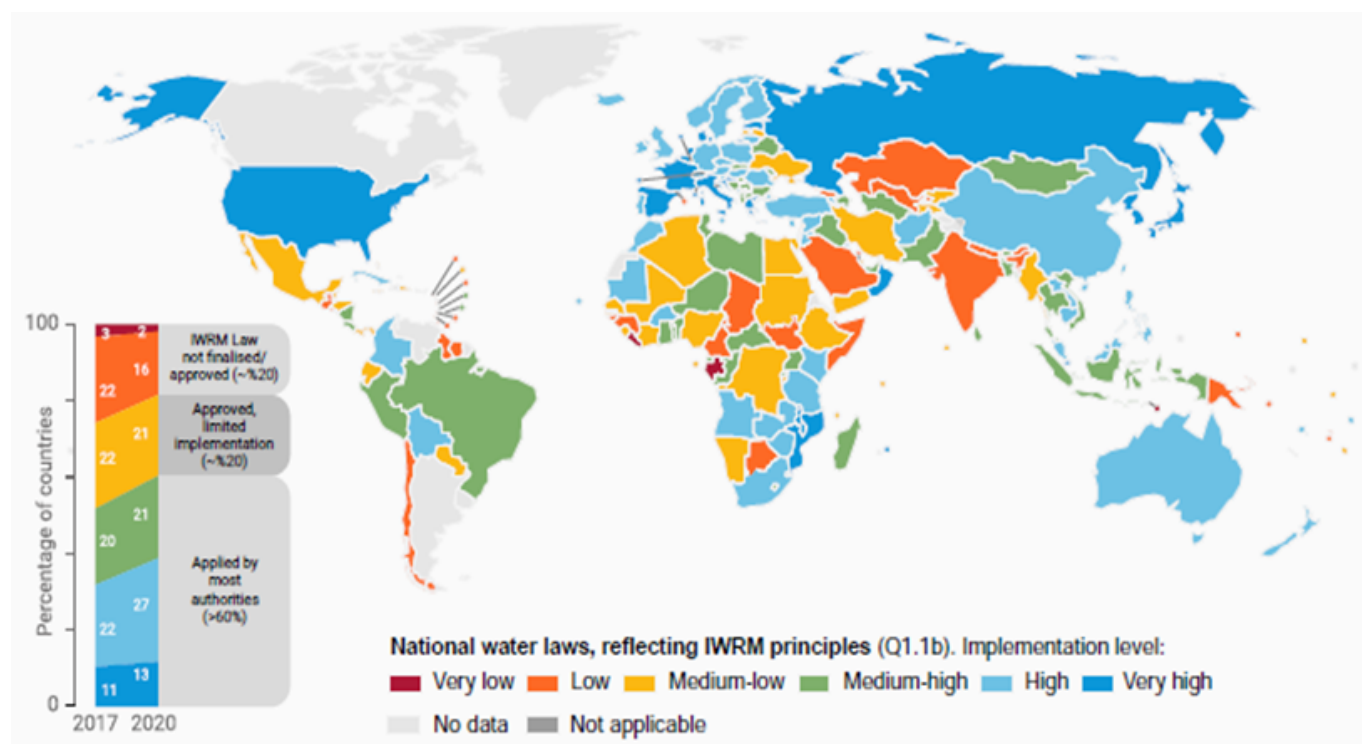 100
3 2
16
22
21
22
21
20
27
22
13
11
0
2017 2020
Percentage of countries
IWRM Law
not finalised/
approved (~%20)
Approved,
limited
implementation
(~%20)
Applied by
most
authorities
(>60%)
National water laws, reflecting IWRM principles (Q1.1b). Implementation level:
Very low Low Medium-low Medium-high High Very high
No data Not applicable